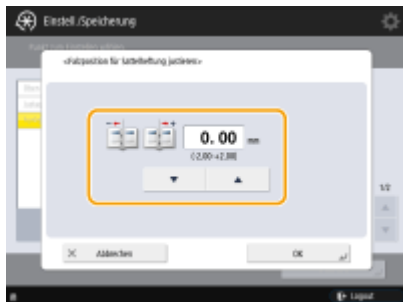 Einstell./Speicherung
<Falzposition für Sattelheftung justieren>
0.00 mm
(-2,00-+2,00)
1/2
Abbrechen
OK
Logout